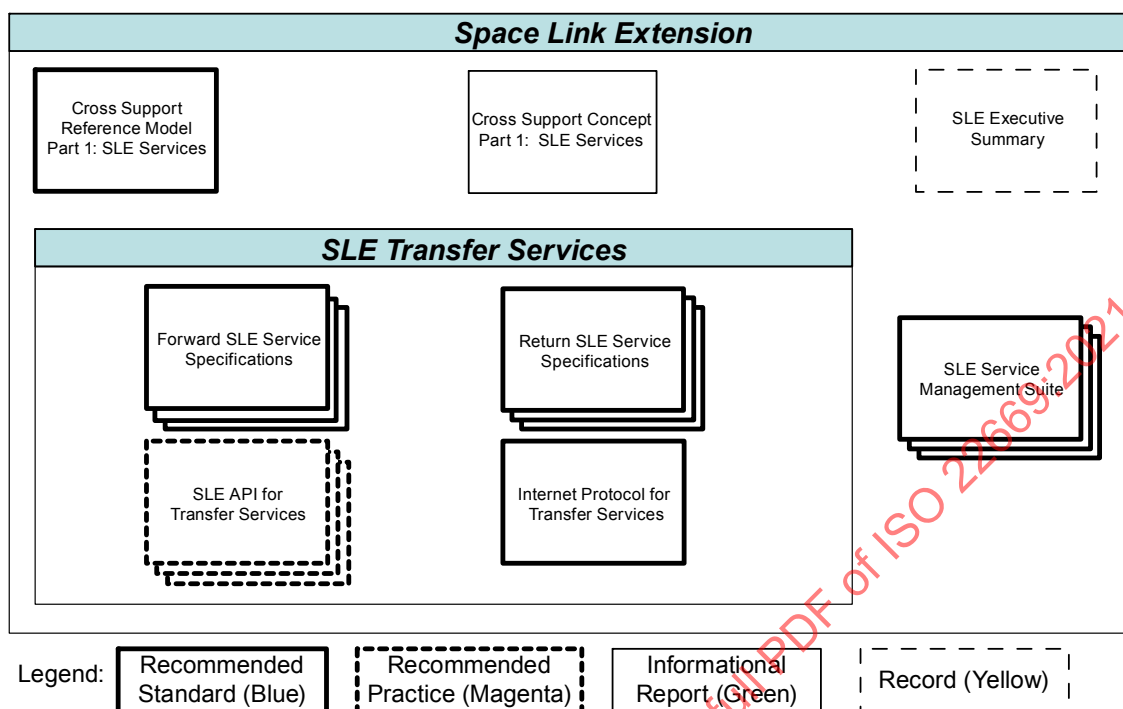 Space Link Extension
Cross Support
Reference Model
Part 1: SLE Services
Cross Support Concept
Part 1: SLE Services
SLE Executive
Summary
SLE Transfer Services
Forward SLE Service
Specifications
Return SLE Service
Specifications
SLE Service
Management Suite
SLE API for
Transfer Services
Internet Protocol for
Transfer Services
full PDF of ISO 22669:2021
Legend:
Recommended
Standard (Blue)
Recommended
Practice (Magenta)
Informational
Report (Green)
Record (Yellow)